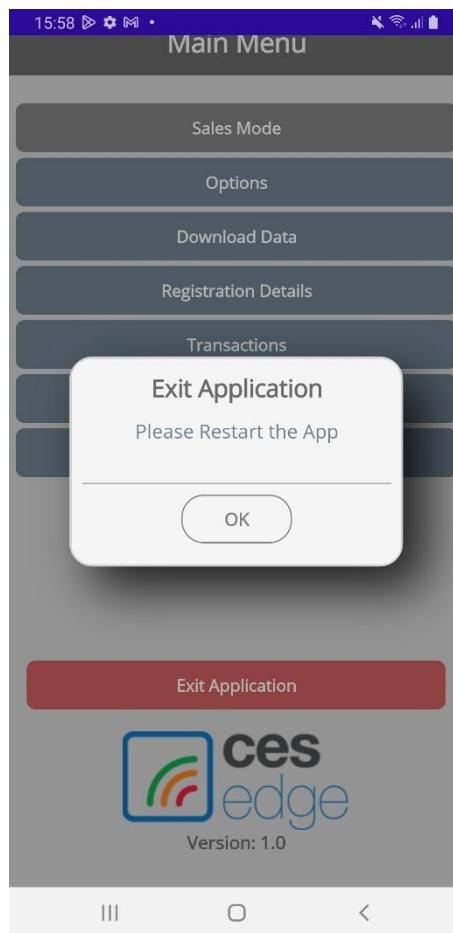 15:58
Main Menu
Sales Mode
Options
Download Data
Registration Details
Transactions
Exit Application
Please Restart the App
OK
Exit Application
ces
edge
Version: 1.0